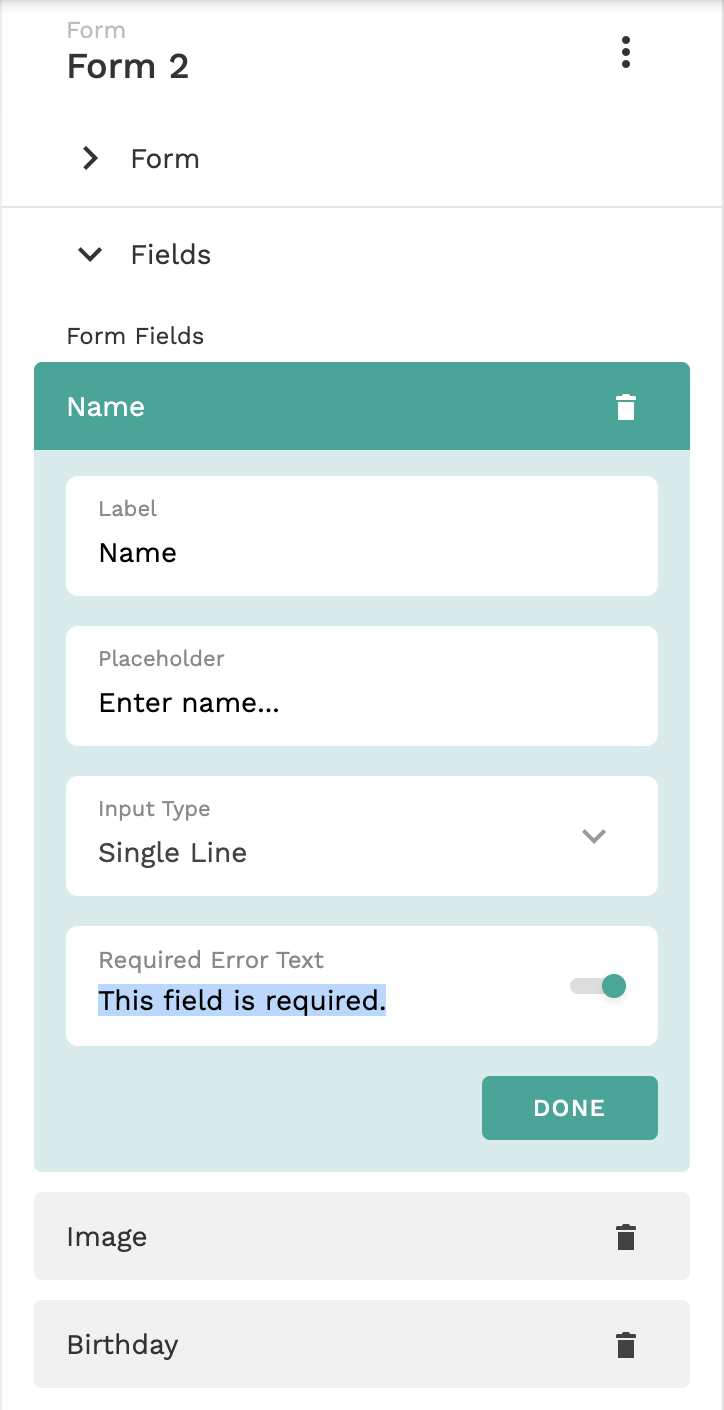 Form
Form 2
Form
Fields
Form Fields
Name
Label
Name
Placeholder
Enter name...
Input Type
Single Line
Required Error Text
This field is required.
DONE
Image
Birthday